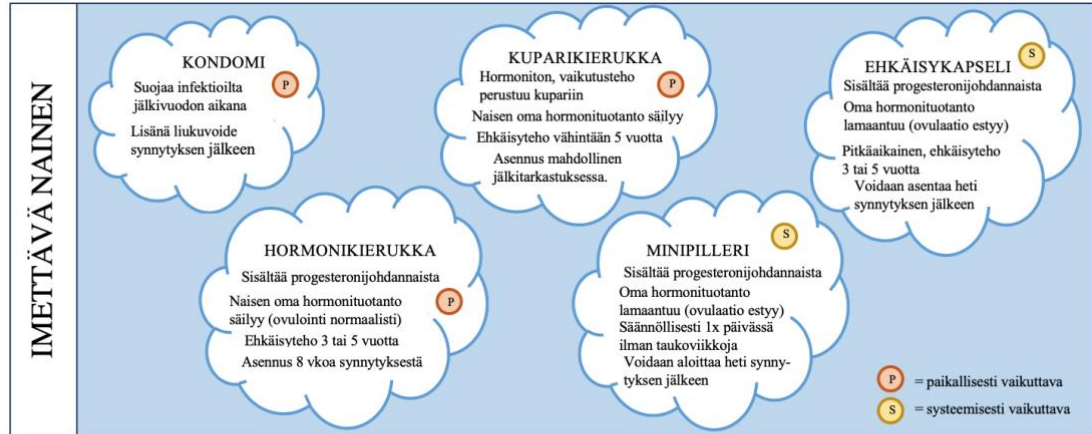 IMETTÄVÄ NAINEN
KONDOMI
P
Suojaa infektioilta
jälkivuodon aikana
Lisänä liukuvoide
synnytyksen jälkeen
KUPARIKIERUKKA
Hormoniton, vaikutusteho
perustuu kupariin
P
Naisen oma hormonituotanto säilyy
Ehkäisyteho vähintään 5 vuotta
Asennus mahdollinen
jälkitarkastuksessa.
EHKÄISYKAPSELI
S
Sisältää progesteronijohdannaista
Oma hormonituotanto
lamaantuu (ovulaatio estyy)
Pitkäaikainen, ehkäisyteho
3 tai 5 vuotta
Voidaan asentaa heti
synnytyksen jälkeen
HORMONIKIERUKKA
Sisältää progesteronijohdannaista
Naisen oma hormonituotanto
säilyy (ovulointi normaalisti)
P
Ehkäisyteho 3 tai 5 vuotta
Asennus 8 vkoa synnytyksestä
MINIPILLERI
S
Sisältää progesteronijohdannaista
Oma hormonituotanto
lamaantuu (ovulaatio estyy)
Säännöllisesti 1x päivässä
ilman taukoviikkoja
Voidaan aloittaa heti synny-
tyksen jälkeen
P = paikallisesti vaikuttava
S = systeemisesti vaikuttava